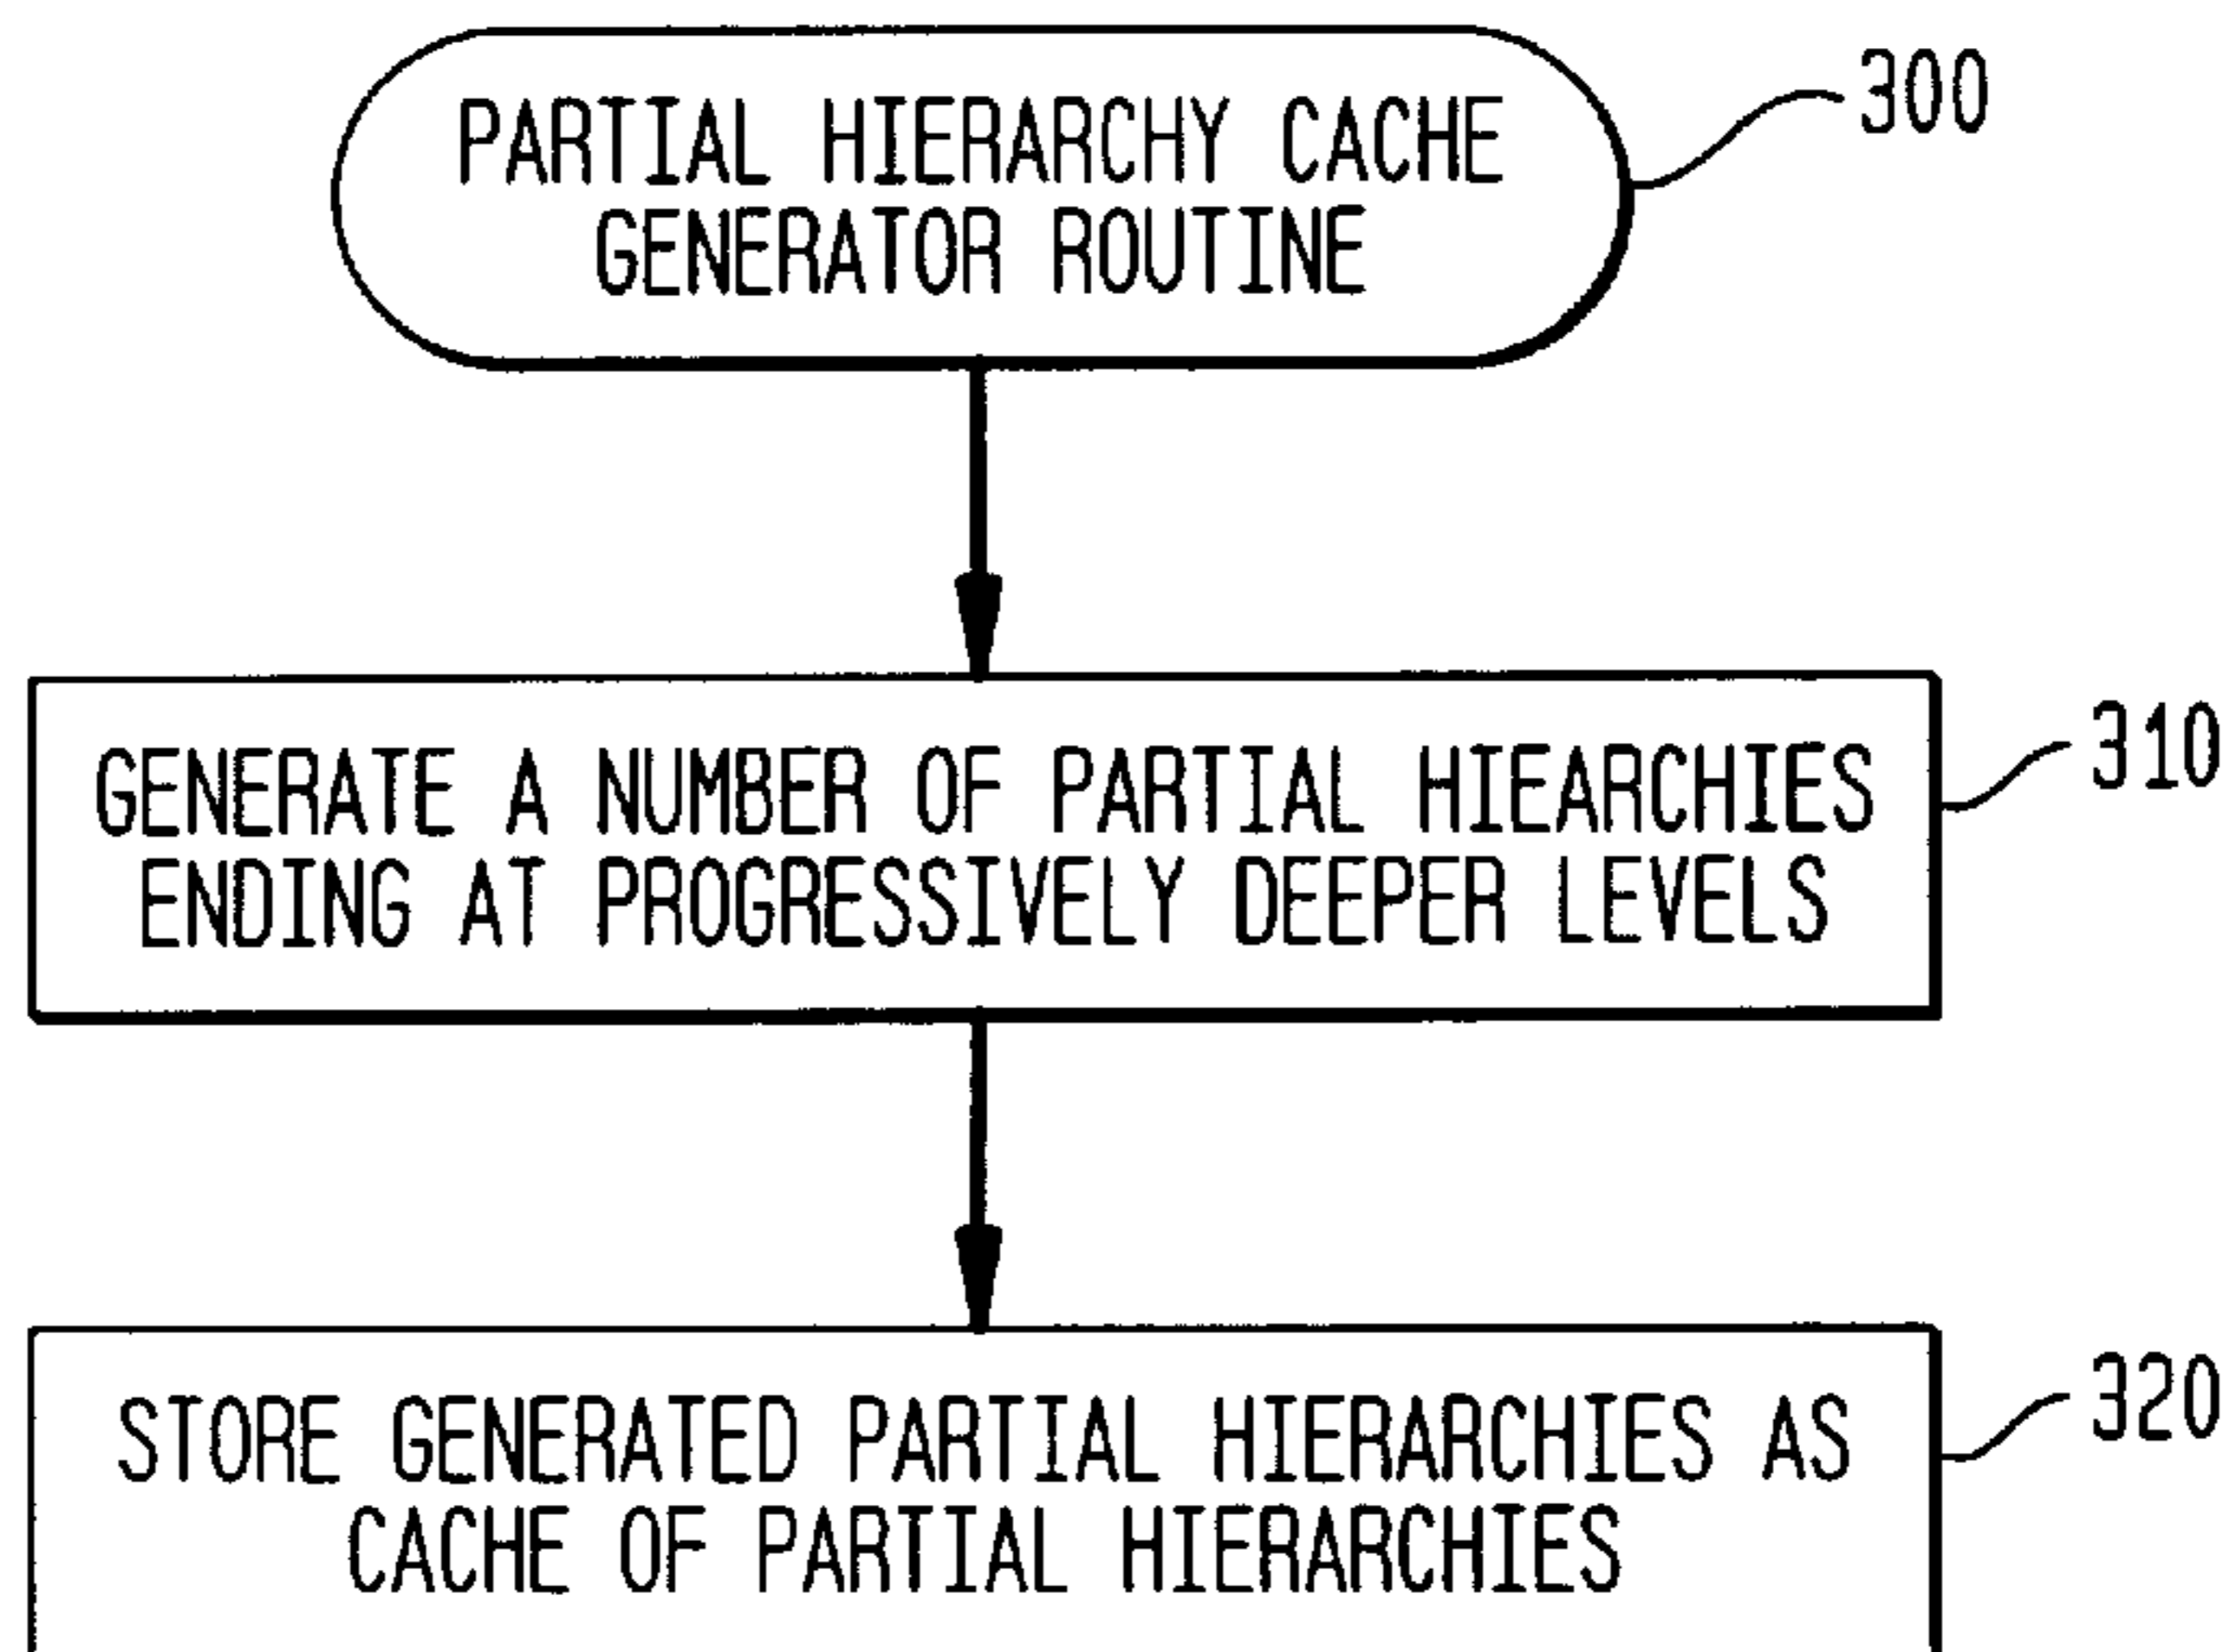 PARTIAL HIERARCHY CACHE
GENERATOR ROUTINE
300
GENERATE A NUMBER OF PARTIAL HIEARCHIES
ENDING AT PROGRESSIVELY DEEPER LEVELS
310
STORE GENERATED PARTIAL HIERARCHIES AS
CACHE OF PARTIAL HIERARCHIES
320